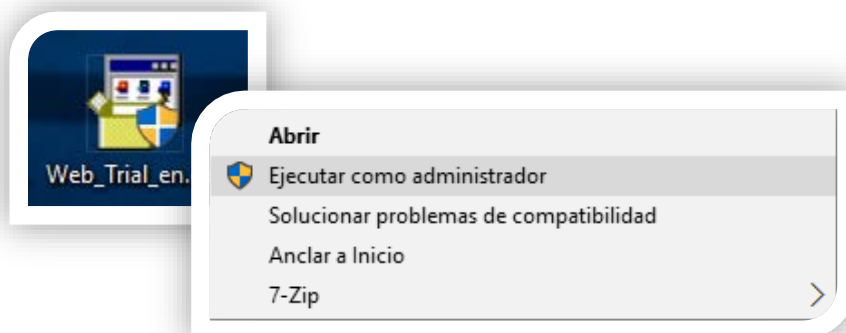 Web_Trial_en.
Abrir
Ejecutar como administrador
Solucionar problemas de compatibilidad
Anclar a Inicio
7-Zip